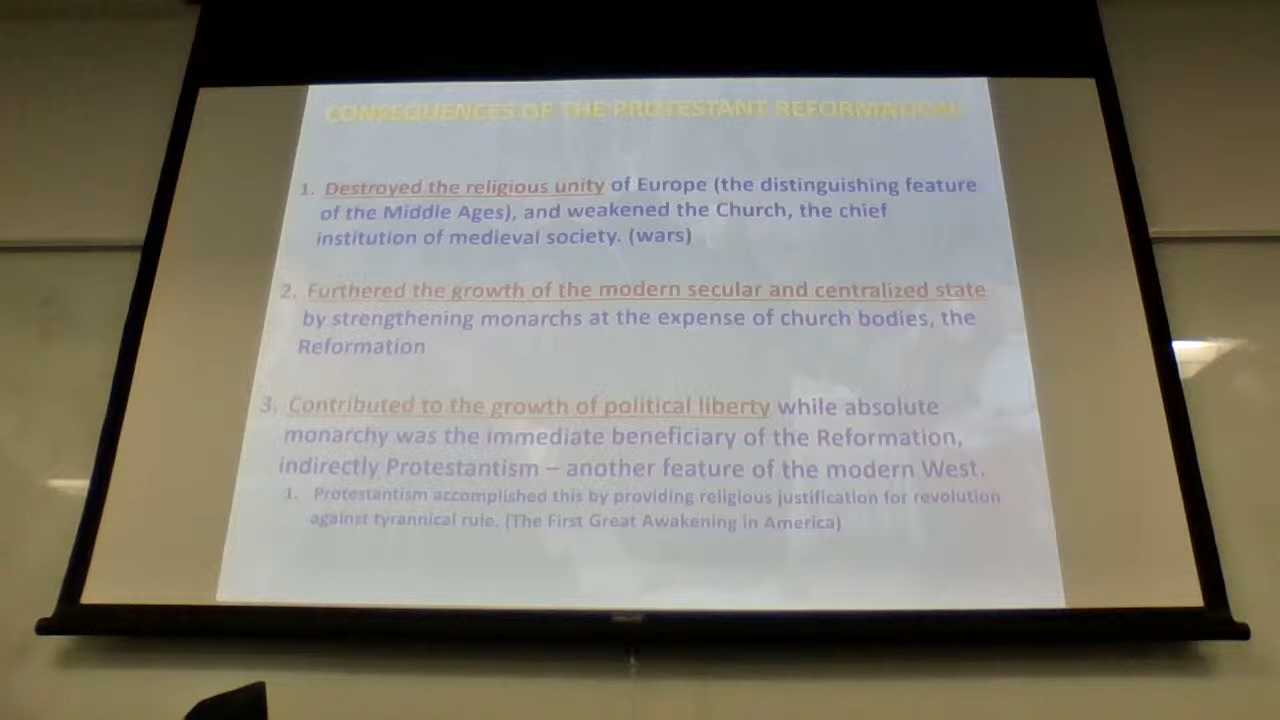 CONSEQUENCES OF THE PROTESTANT REFORMATION
1. Destroyed the religious unity of Europe (the distinguishing feature
of the Middle Ages), and weakened the Church, the chief
institution of medieval society. (wars)
2. Furthered the growth of the modern secular and centralized state
by strengthening monarchs at the expense of church bodies, the
Reformation
3. Contributed to the growth of political liberty while absolute
monarchy was the immediate beneficiary of the Reformation,
indirectly Protestantism – another feature of the modern West.
1. Protestantism accomplished this by providing religious justification for revolution
against tyrannical rule. (The First Great Awakening in America)